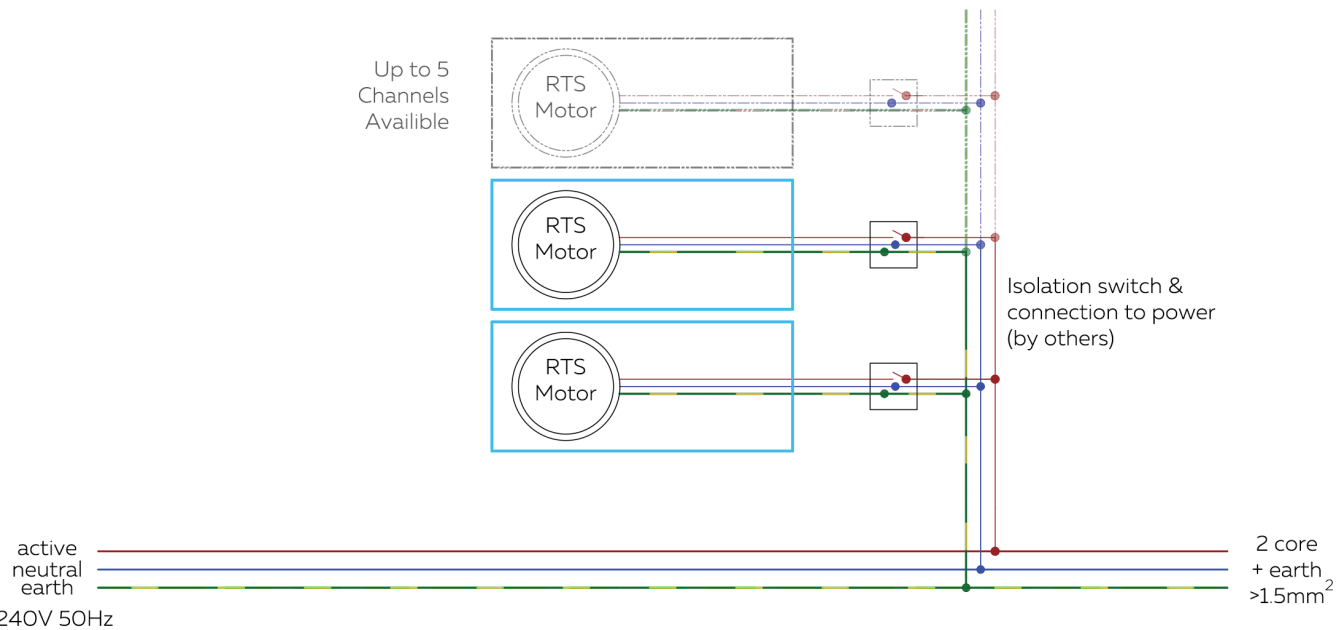 Up to 5
Channels
Availible
RTS
Motor
RTS
Motor
Isolation switch &
connection to power
(by others)
RTS
Motor
active
neutral
earth
240V 50Hz
2 core
+ earth
>1.5mm²